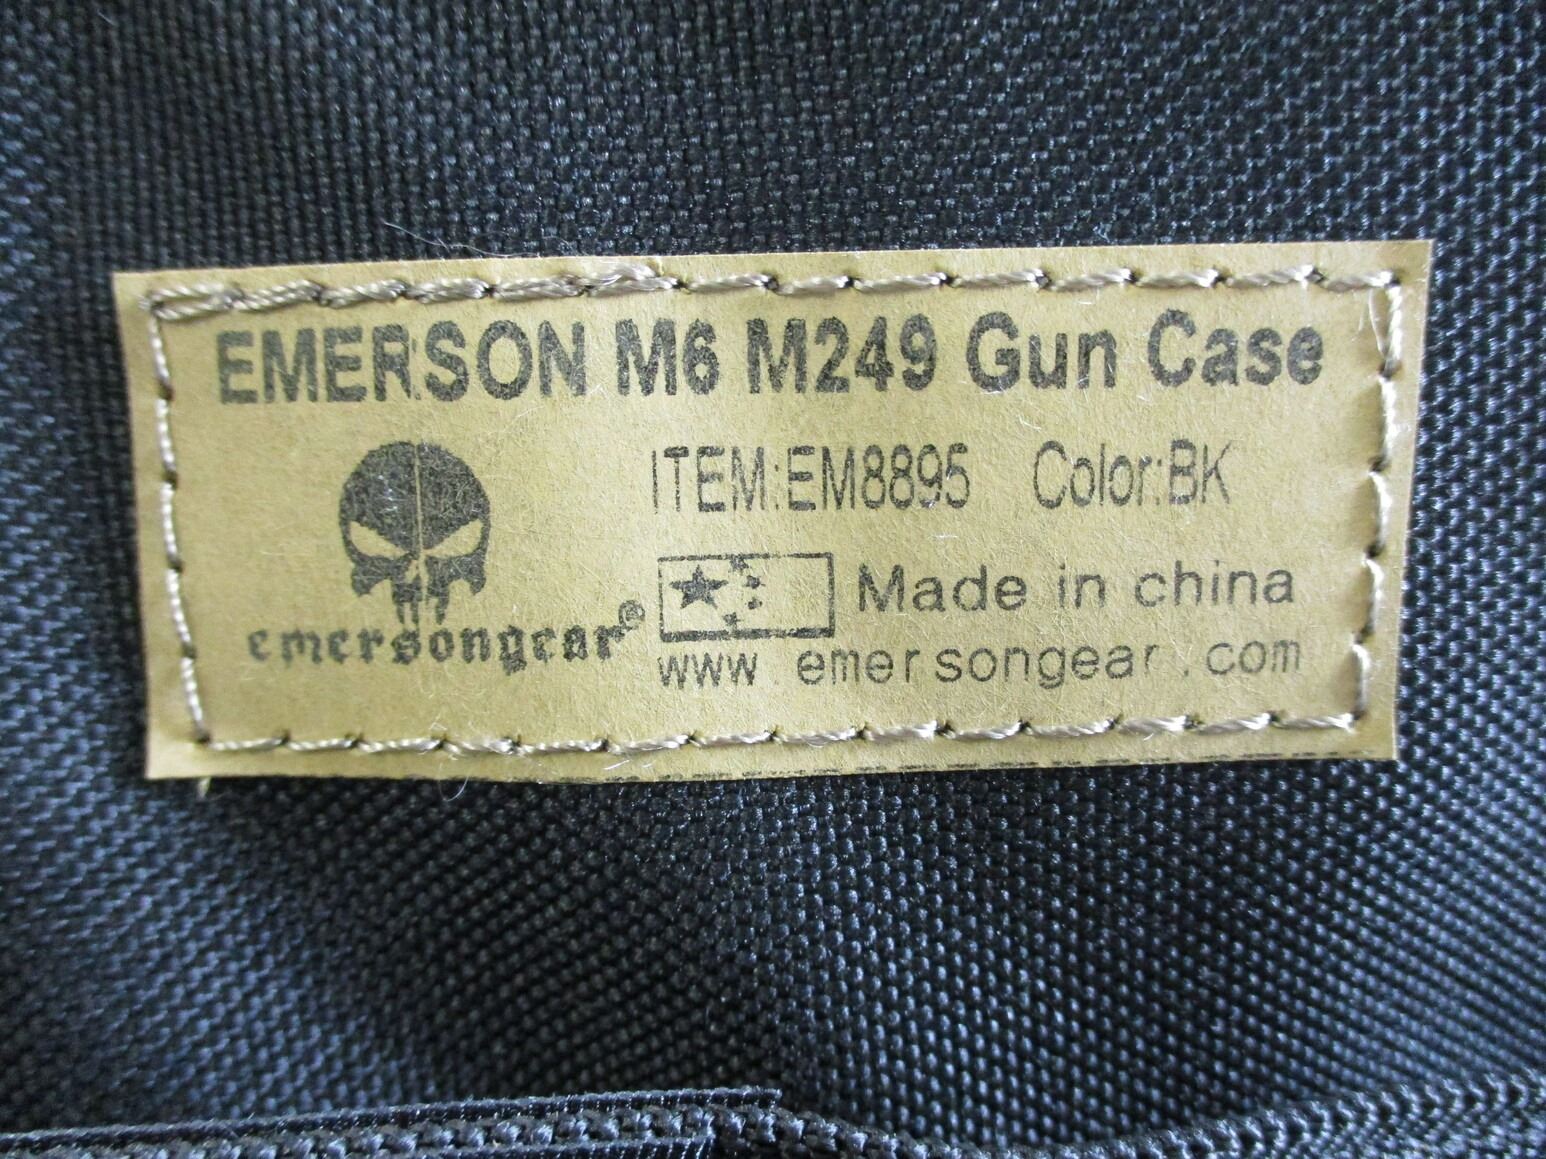 EMERSON M6 M249 Gun Case
ITEM:EM8895 Color:BK
emersongear®
Made in china
www.emersongear.com